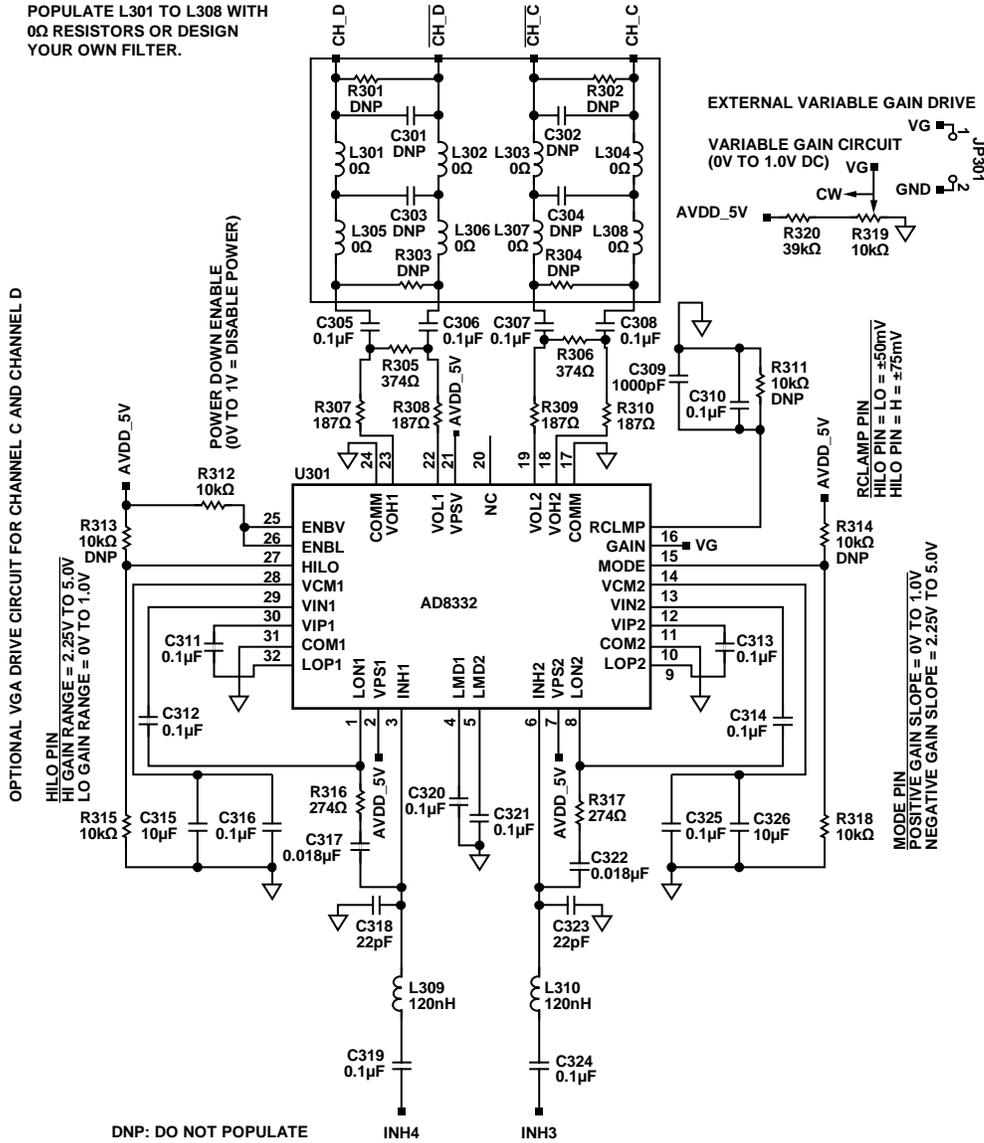 POPULATE L301 TO L308 WITH
0Ω RESISTORS OR DESIGN
YOUR OWN FILTER.
CH_D
CH_D
CH_C
CH_C
R301
DNP
R302
DNP
C301
DNP
C302
DNP
L301
0Ω
L302
0Ω
L303
0Ω
L304
0Ω
C303
DNP
C304
DNP
L305
0Ω
L306
0Ω
L307
0Ω
L308
0Ω
R303
DNP
R304
DNP
EXTERNAL VARIABLE GAIN DRIVE
VG
1
JP301
GND
2
VARIABLE GAIN CIRCUIT
(0V TO 1.0V DC)
VG
CW
AVDD_5V
R320
39kΩ
R319
10kΩ
C305
0.1µF
C306
0.1µF
C307
0.1µF
C308
0.1µF
R305
374Ω
R306
374Ω
AVDD_5V
R307
187Ω
R308
187Ω
R309
187Ω
R310
187Ω
C309
1000pF
C310
0.1µF
R311
10kΩ
DNP
RCLAMP PIN
HILO PIN = LO = ±50mV
HILO PIN = H = ±75mV
POWER DOWN ENABLE
(0V TO 1V = DISABLE POWER)
OPTIONAL VGA DRIVE CIRCUIT FOR CHANNEL C AND CHANNEL D
AVDD_5V
R312
10kΩ
R313
10kΩ
DNP
AVDD_5V
R314
10kΩ
DNP
U301
24
23
22
21
20
19
18
17
COMM
VOH1
VOL1
VPSV
NC
VOL2
VOH2
COMM
25
ENBV
26
ENBL
27
HILO
28
VCM1
29
VIN1
30
VIP1
31
COM1
32
LOP1
AD8332
RCLMP
16
GAIN
VG
15
MODE
14
VCM2
13
VIN2
12
VIP2
11
COM2
10
LOP2
9
LON1
VPS1
INH1
LMD1
LMD2
INH2
VPS2
LON2
1
2
3
4
5
6
7
8
HILO PIN
HI GAIN RANGE = 2.25V TO 5.0V
LO GAIN RANGE = 0V TO 1.0V
C311
0.1µF
C312
0.1µF
C313
0.1µF
C314
0.1µF
MODE PIN
POSITIVE GAIN SLOPE = 0V TO 1.0V
NEGATIVE GAIN SLOPE = 2.25V TO 5.0V
R315
10kΩ
C315
10µF
C316
0.1µF
R316
274Ω
AVDD_5V
C317
0.018µF
C320
0.1µF
C321
0.1µF
AVDD_5V
R317
274Ω
C322
0.018µF
C325
0.1µF
C326
10µF
R318
10kΩ
C318
22pF
C323
22pF
L309
120nH
L310
120nH
C319
0.1µF
C324
0.1µF
INH4
INH3
DNP: DO NOT POPULATE